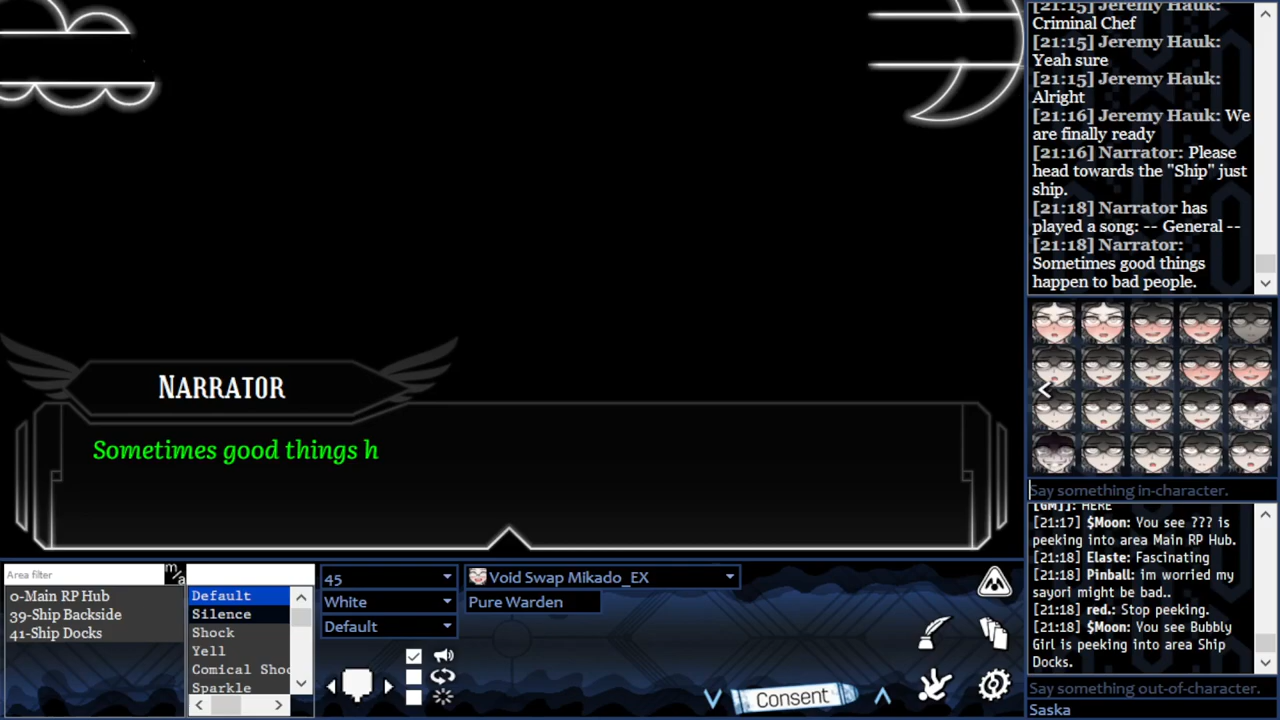 [21:15] Jeremy Hauk:
Criminal Chef
[21:15] Jeremy Hauk:
Yeah sure
[21:15] Jeremy Hauk:
Alright
[21:16] Jeremy Hauk: We
are finally ready
[21:16] Narrator: Please
head towards the "Ship" just
ship.
[21:18] Narrator has
played a song: -- General --
[21:18] Narrator:
Sometimes good things
happen to bad people.
NARRATOR
Sometimes good things h
Say something in-character.
[GM]]: HERE
[21:17] $Moon: You see ??? is
peeking into area Main RP Hub.
[21:18] Elaste: Fascinating
[21:18] Pinball: im worried my
sayori might be bad..
[21:18] red.: Stop peeking.
[21:18] $Moon: You see Bubbly
Girl is peeking into area Ship
Docks.
Say something out-of-character.
Saska
Area filter
m/a
0-Main RP Hub
39-Ship Backside
41-Ship Docks
Default
Silence
Shock
Yell
Comical Shoc
Sparkle
45
White
Default
Void Swap Mikado_EX
Pure Warden
Consent